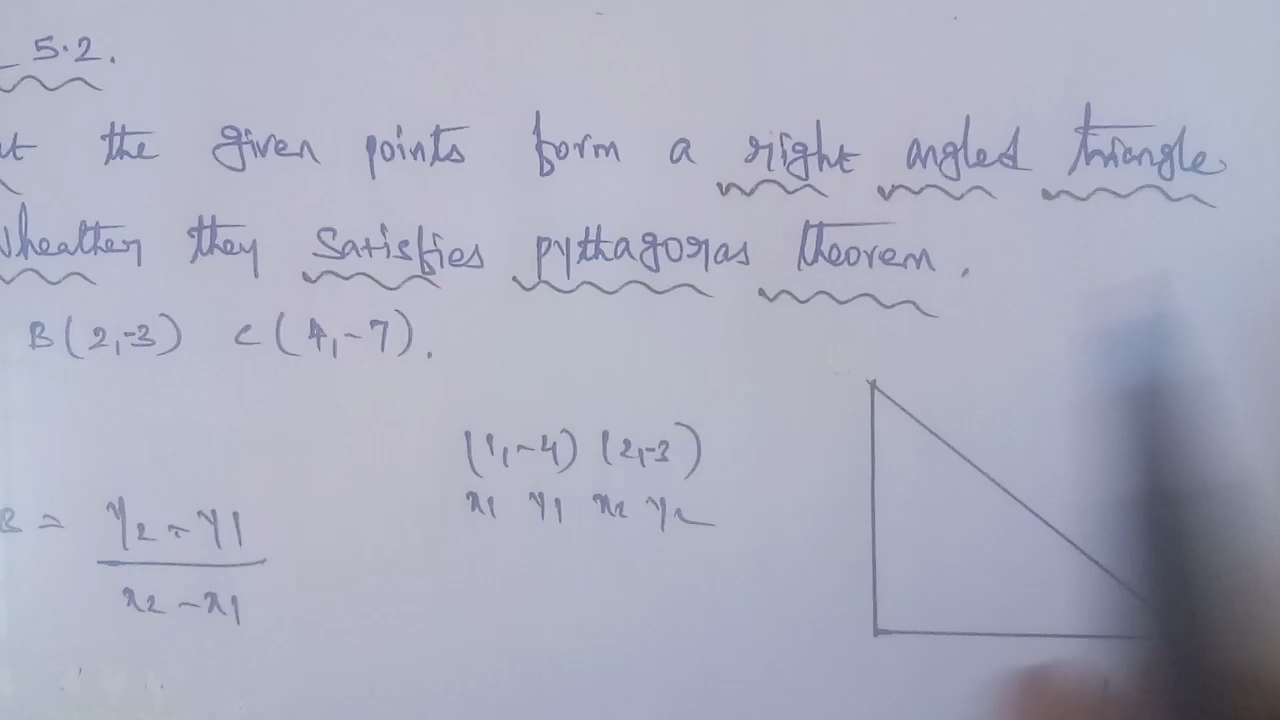 5.2.
the given points form a right angled triangle
they satisfies pythagoras theorem.
B(2,-3) C(4,-7).
(1,-4) (2,-3)
x1 y1 x2 y2
= y2 - y1
x2 - x1